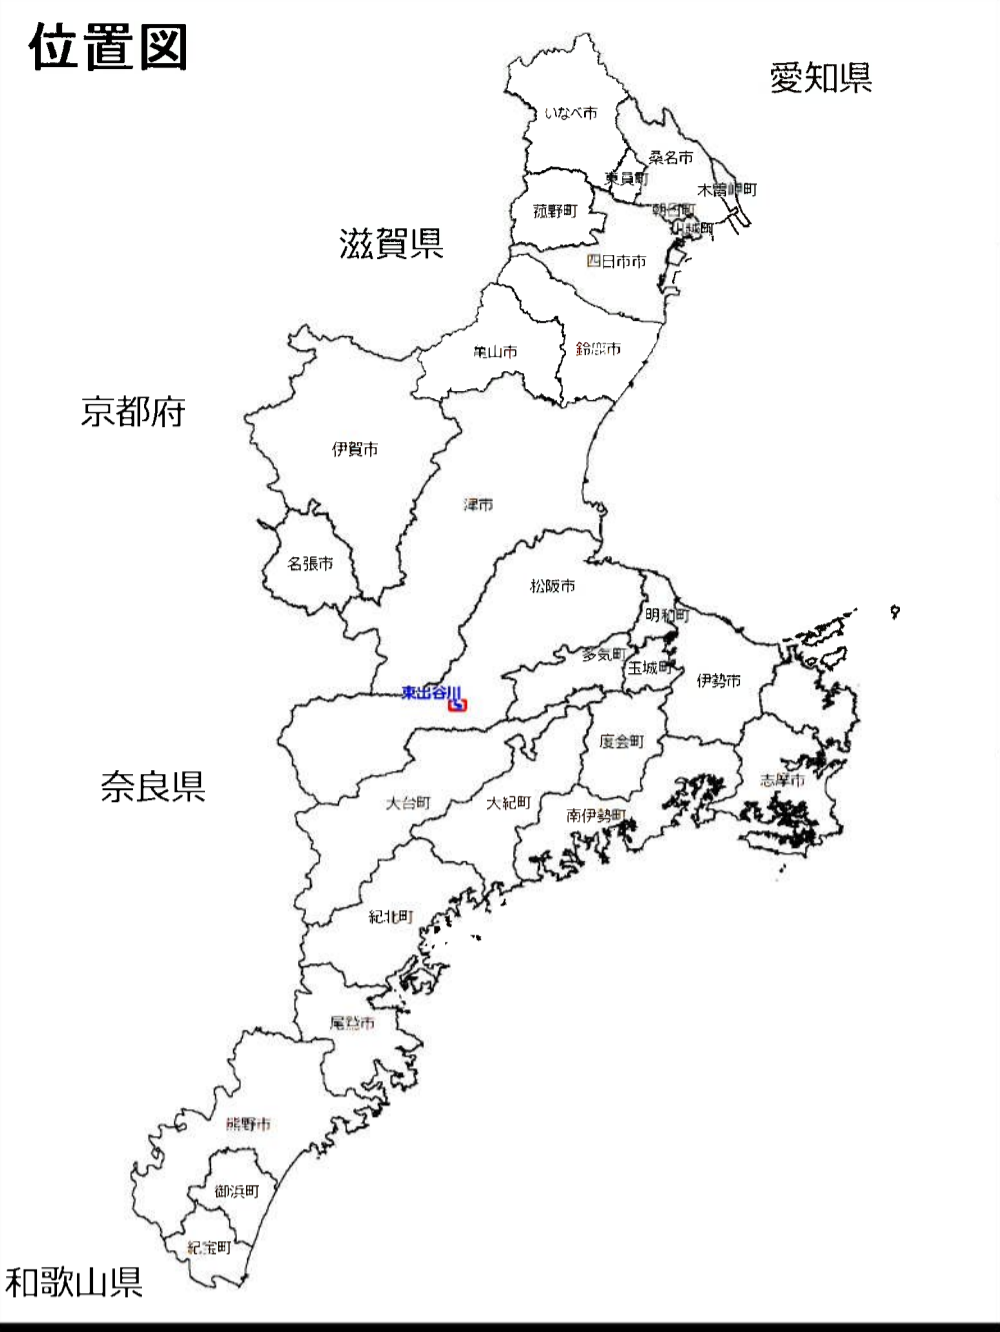 位置図
愛知県
いなべ市
桑名市
東員町
木曽岬町
菰野町
朝日町
川越町
滋賀県
四日市市
亀山市
鈴鹿市
京都府
伊賀市
津市
名張市
松阪市
明和町
多気町
玉城町
伊勢市
東出谷川
度会町
奈良県
志摩市
大台町
大紀町
南伊勢町
紀北町
尾鷲市
熊野市
御浜町
紀宝町
和歌山県